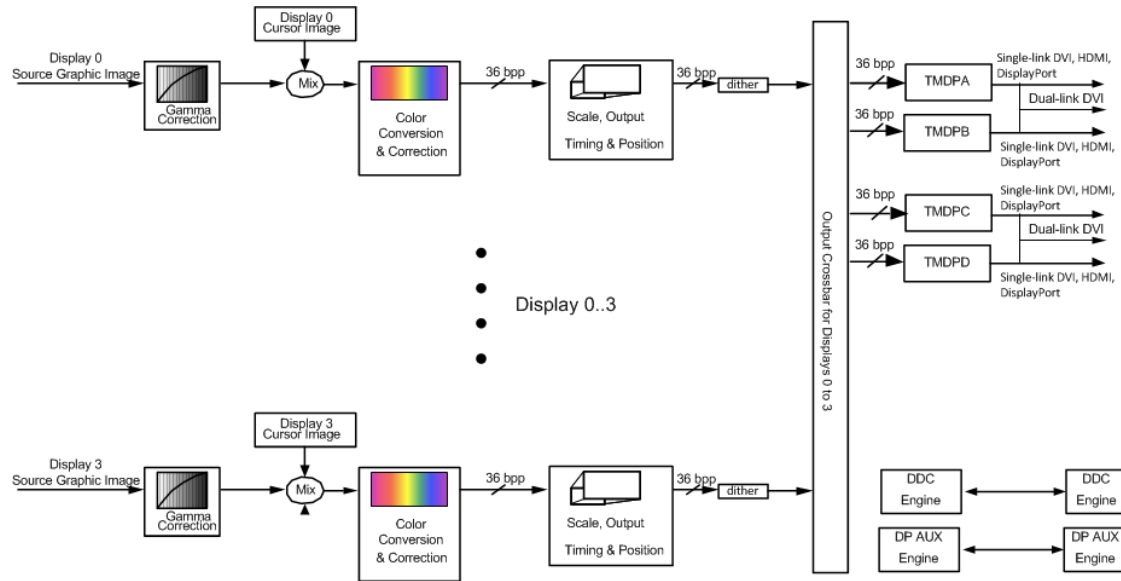 Display 0
Cursor Image
Display 0
Source Graphic Image
Gamma
Correction
Mix
Color
Conversion
& Correction
36 bpp
Scale, Output
Timing & Position
36 bpp
dither
Output Crossbar for Displays 0 to 3
36 bpp
TMDPA
Single-link DVI, HDMI,
DisplayPort
Dual-link DVI
36 bpp
TMDPB
Single-link DVI, HDMI,
DisplayPort
36 bpp
TMDPC
Single-link DVI, HDMI,
DisplayPort
Dual-link DVI
36 bpp
TMDPD
Single-link DVI, HDMI,
DisplayPort
Display 0..3
Display 3
Cursor Image
Display 3
Source Graphic Image
Gamma
Correction
Mix
Color
Conversion
& Correction
36 bpp
Scale, Output
Timing & Position
36 bpp
dither
DDC
Engine
DDC
Engine
DP AUX
Engine
DP AUX
Engine